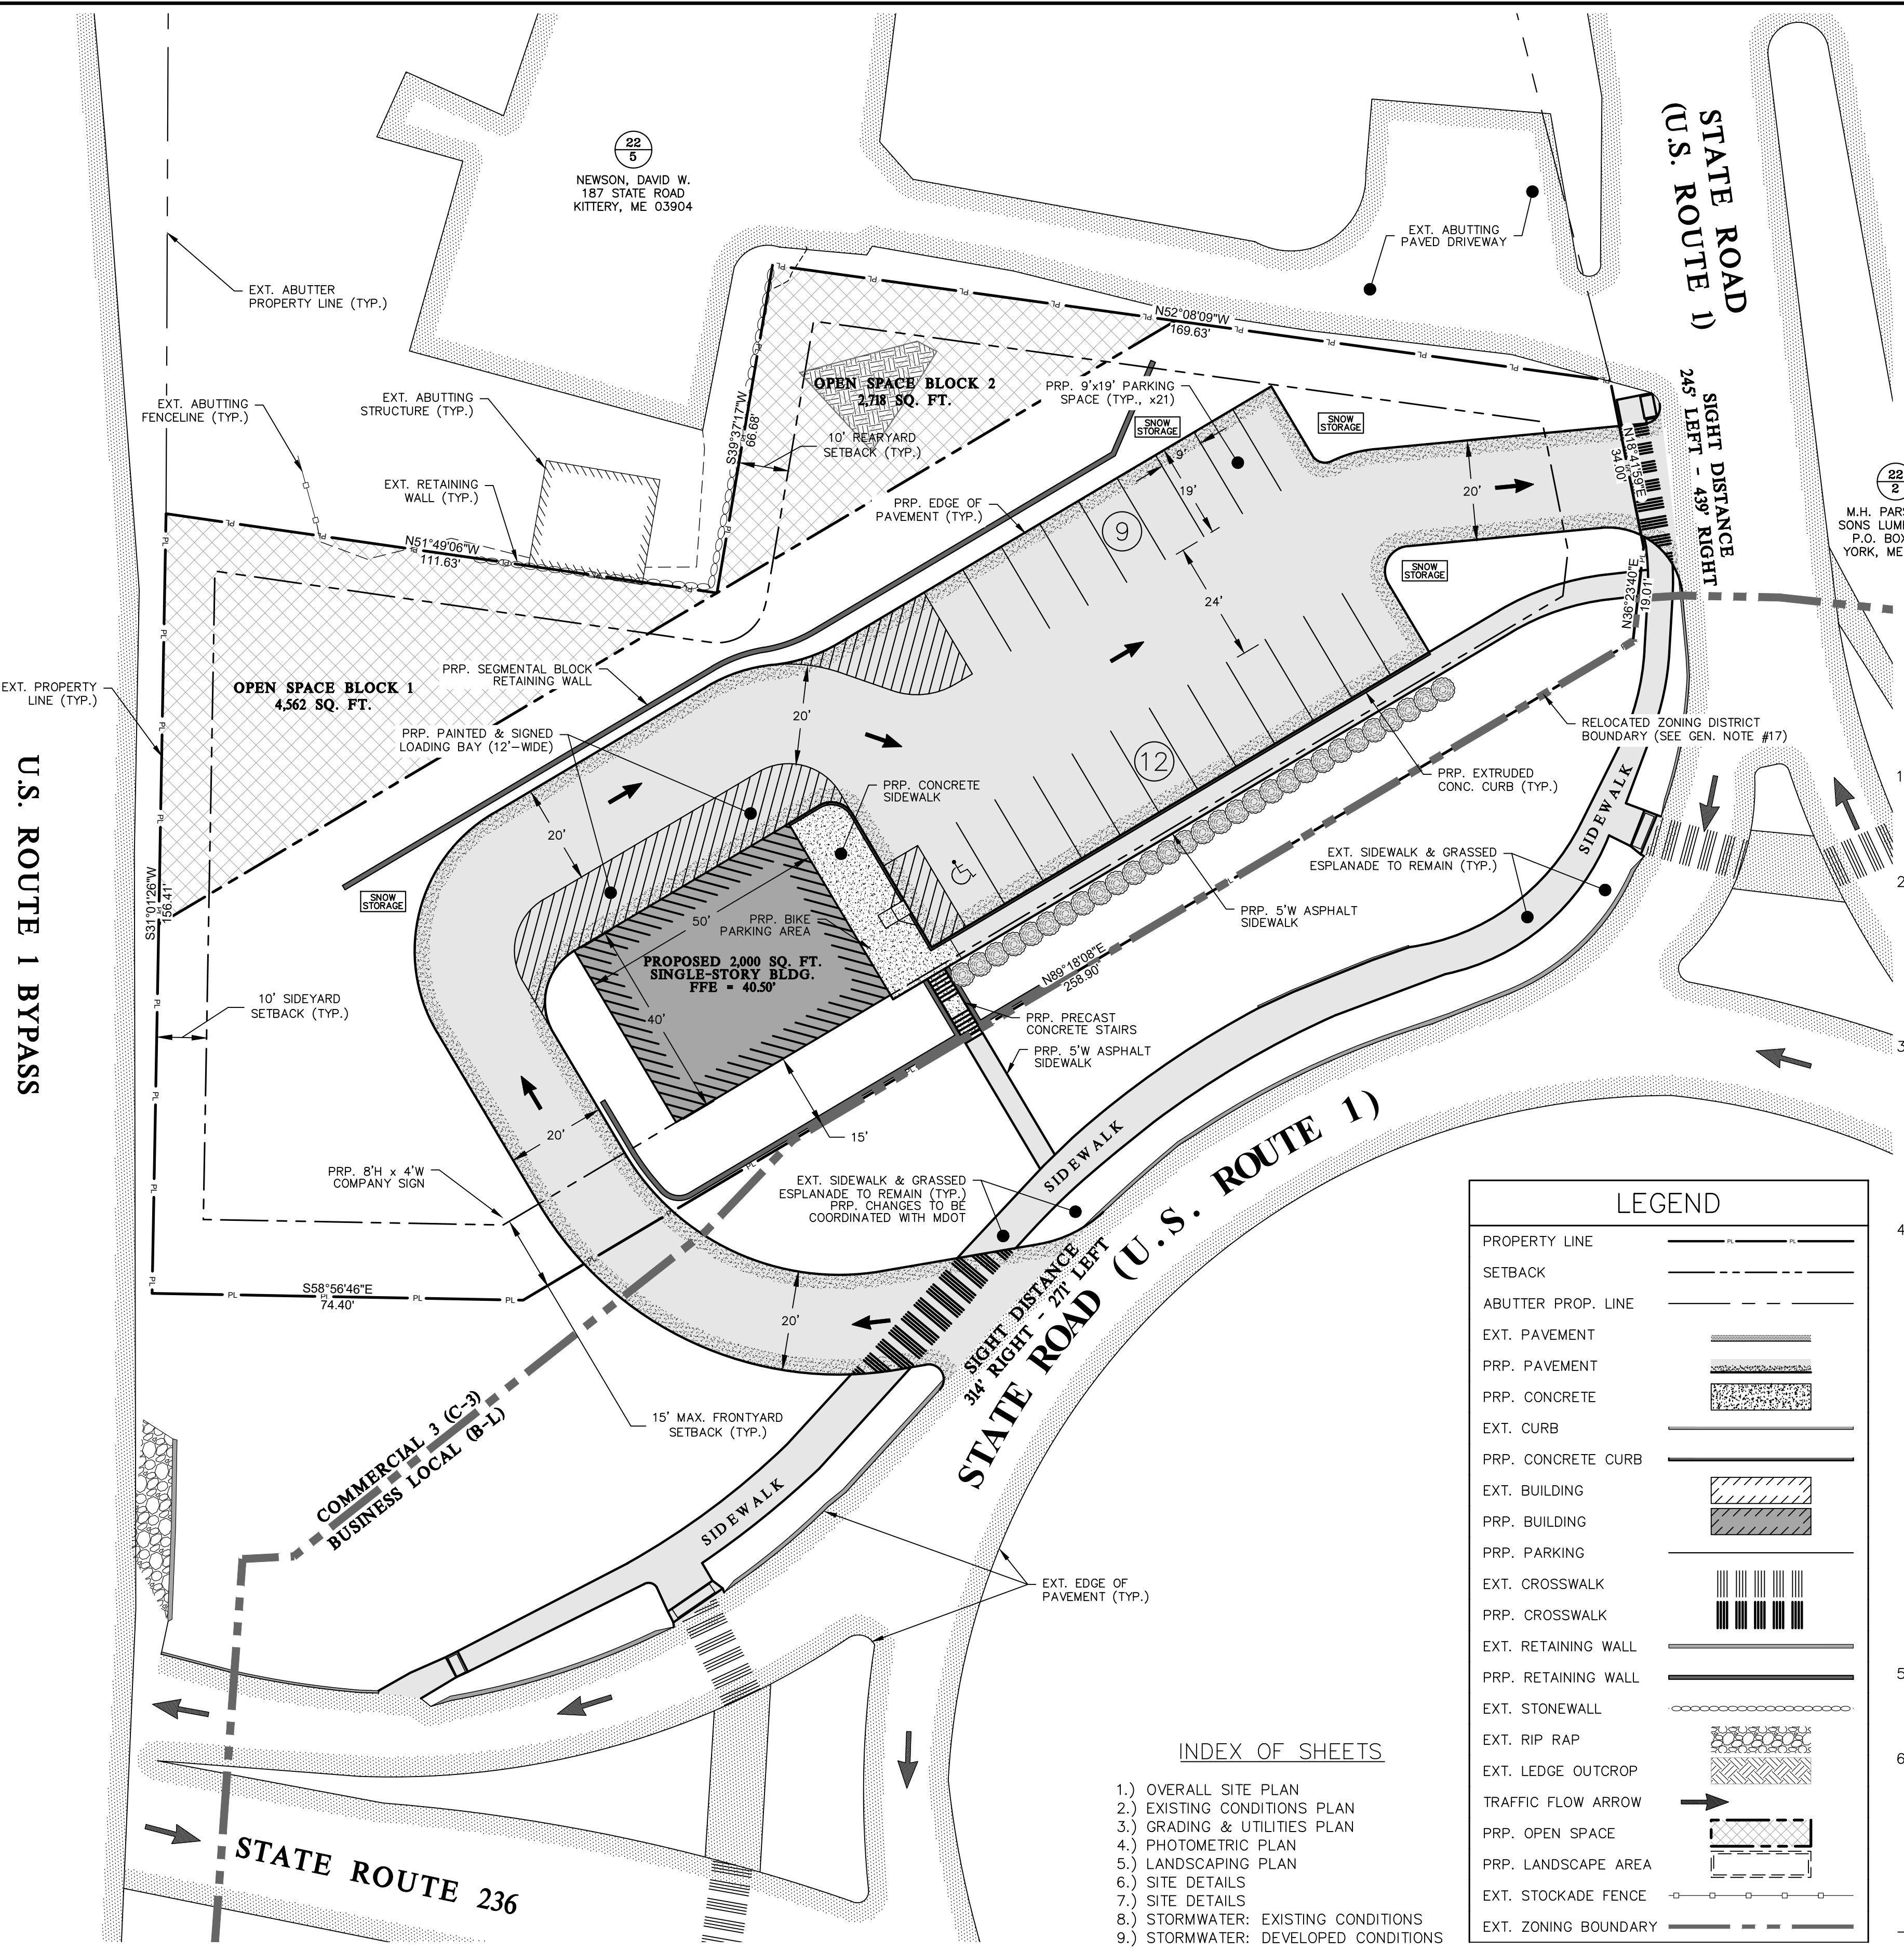 22
5
NEWSON, DAVID W.
187 STATE ROAD
KITTERY, ME 03904
STATE ROAD
(U.S. ROUTE 1)
EXT. ABUTTING
PAVED DRIVEWAY
EXT. ABUTTER
PROPERTY LINE (TYP.)
N52°08'09"W
169.63'
SIGHT DISTANCE
245' LEFT - 439' RIGHT
OPEN SPACE BLOCK 2
2,718 SQ. FT.
PRP. 9'x19' PARKING
SPACE (TYP., x21)
SNOW
STORAGE
SNOW
STORAGE
EXT. ABUTTING
FENCELINE (TYP.)
EXT. ABUTTING
STRUCTURE (TYP.)
S39°37'17"W
66.68'
10' REARYARD
SETBACK (TYP.)
N18°41'59"E
34.00'
22
2
M.H. PARS
SONS LUM
P.O. BOX
YORK, ME
EXT. RETAINING
WALL (TYP.)
PRP. EDGE OF
PAVEMENT (TYP.)
9'
19'
20'
9
24'
SNOW
STORAGE
N51°49'06"W
111.63'
N36°23'40"E
19.01'
OPEN SPACE BLOCK 1
4,562 SQ. FT.
PRP. SEGMENTAL BLOCK
RETAINING WALL
EXT. PROPERTY
LINE (TYP.)
PRP. PAINTED & SIGNED
LOADING BAY (12'-WIDE)
20'
RELOCATED ZONING DISTRICT
BOUNDARY (SEE GEN. NOTE #17)
12
PRP. EXTRUDED
CONC. CURB (TYP.)
PRP. CONCRETE
SIDEWALK
U.S. ROUTE 1 BYPASS
20'
SIDEWALK
1
EXT. SIDEWALK & GRASSED
ESPLANADE TO REMAIN (TYP.)
2
SNOW
STORAGE
S31°01'26"W
156.41'
50'
PRP. BIKE
PARKING AREA
PRP. 5'W ASPHALT
SIDEWALK
PROPOSED 2,000 SQ. FT.
SINGLE-STORY BLDG.
FFE = 40.50'
N89°18'08"E
258.90'
10' SIDEYARD
SETBACK (TYP.)
40'
PRP. PRECAST
CONCRETE STAIRS
PRP. 5'W ASPHALT
SIDEWALK
3
20'
15'
PRP. 8'H x 4'W
COMPANY SIGN
SIDEWALK
EXT. SIDEWALK & GRASSED
ESPLANADE TO REMAIN (TYP.)
PRP. CHANGES TO BE
COORDINATED WITH MDOT
STATE ROAD (U.S. ROUTE 1)
SIGHT DISTANCE
314' RIGHT - 271' LEFT
S58°56'46"E
74.40'
20'
15' MAX. FRONTYARD
SETBACK (TYP.)
COMMERCIAL 3 (C-3)
BUSINESS LOCAL (B-L)
SIDEWALK
EXT. EDGE OF
PAVEMENT (TYP.)
STATE ROUTE 236
INDEX OF SHEETS
1.) OVERALL SITE PLAN
2.) EXISTING CONDITIONS PLAN
3.) GRADING & UTILITIES PLAN
4.) PHOTOMETRIC PLAN
5.) LANDSCAPING PLAN
6.) SITE DETAILS
7.) SITE DETAILS
8.) STORMWATER: EXISTING CONDITIONS
9.) STORMWATER: DEVELOPED CONDITIONS
LEGEND
PROPERTY LINE
SETBACK
ABUTTER PROP. LINE
EXT. PAVEMENT
PRP. PAVEMENT
PRP. CONCRETE
EXT. CURB
PRP. CONCRETE CURB
EXT. BUILDING
PRP. BUILDING
PRP. PARKING
EXT. CROSSWALK
PRP. CROSSWALK
EXT. RETAINING WALL
PRP. RETAINING WALL
EXT. STONEWALL
EXT. RIP RAP
EXT. LEDGE OUTCROP
TRAFFIC FLOW ARROW
PRP. OPEN SPACE
PRP. LANDSCAPE AREA
EXT. STOCKADE FENCE
EXT. ZONING BOUNDARY
4
5
6